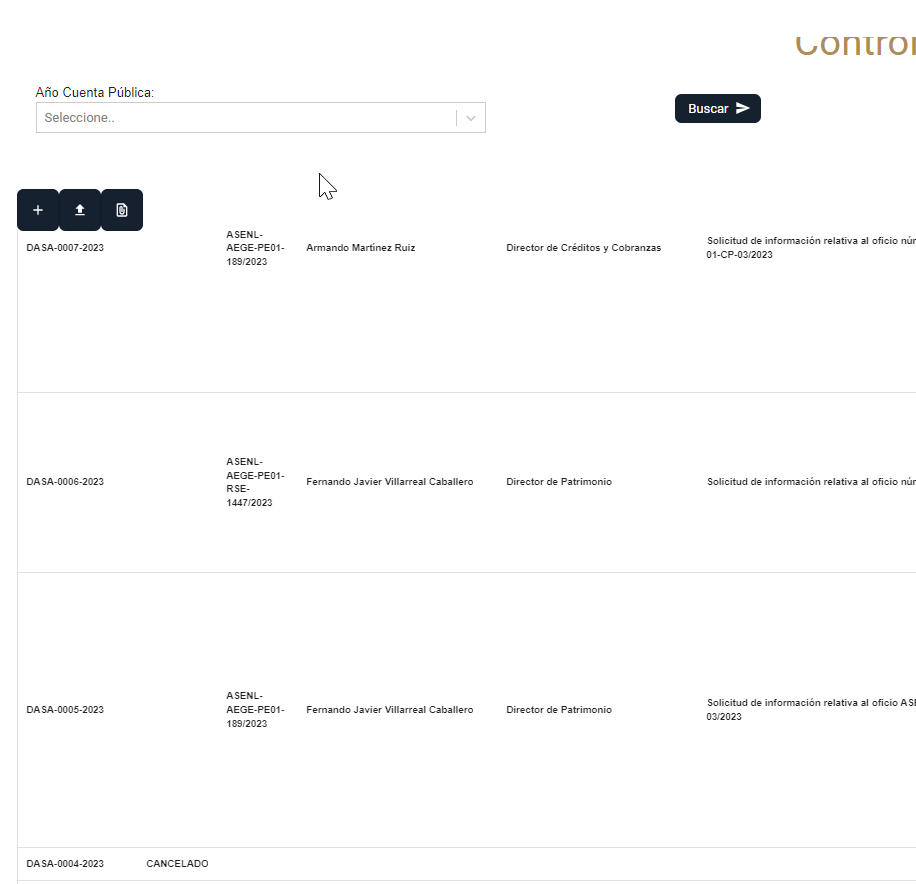 Control
Año Cuenta Pública:
Seleccione..
Buscar
DASA-0007-2023
ASENL-
AEGE-PE01-
189/2023
Armando Martínez Ruiz
Director de Créditos y Cobranzas
Solicitud de información relativa al oficio núr
01-CP-03/2023
DASA-0006-2023
ASENL-
AEGE-PE01-
RSE-
1447/2023
Fernando Javier Villarreal Caballero
Director de Patrimonio
Solicitud de información relativa al oficio núr
DASA-0005-2023
ASENL-
AEGE-PE01-
189/2023
Fernando Javier Villarreal Caballero
Director de Patrimonio
Solicitud de información relativa al oficio ASE
03/2023
DASA-0004-2023
CANCELADO